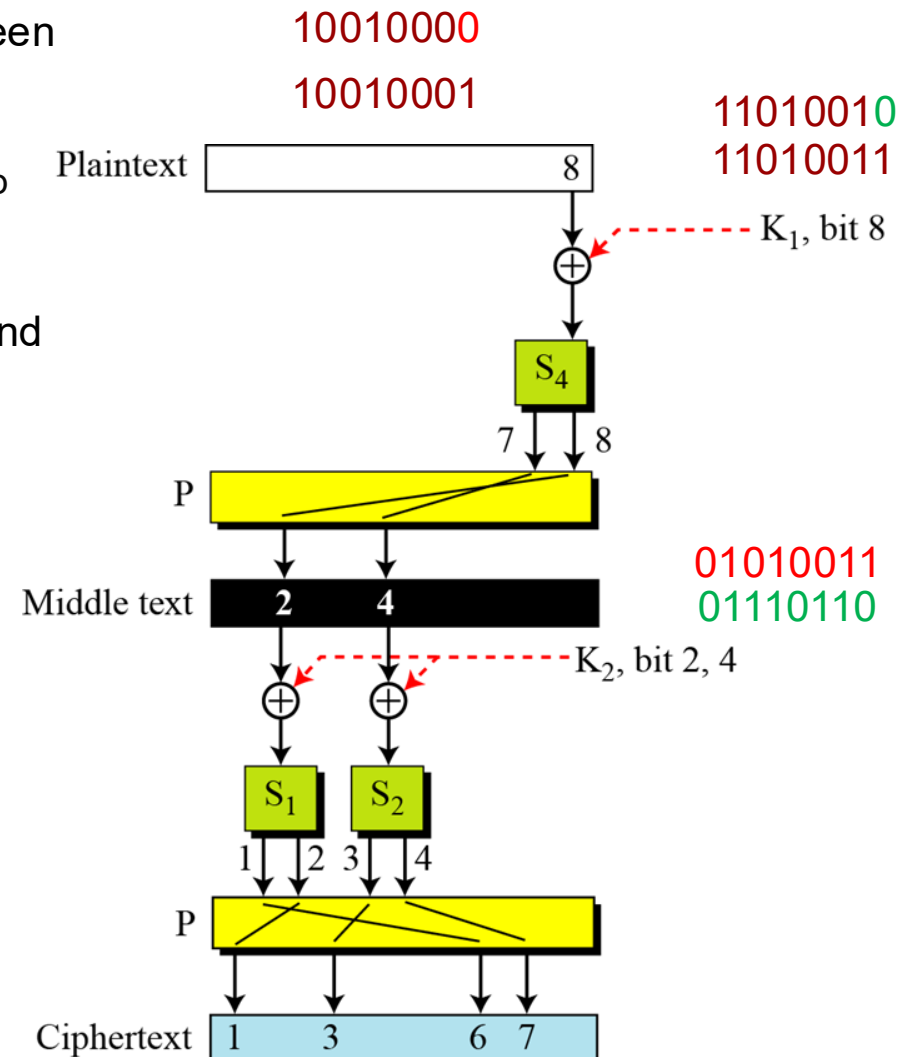 een
10010000
10010001
11010010
11010011
Plaintext 8
K1, bit 8
nd
S4
7 8
P
01010011
01110110
Middle text 2 4
K2, bit 2, 4
S1 S2
1 2 3 4
P
Ciphertext 1 3 6 7